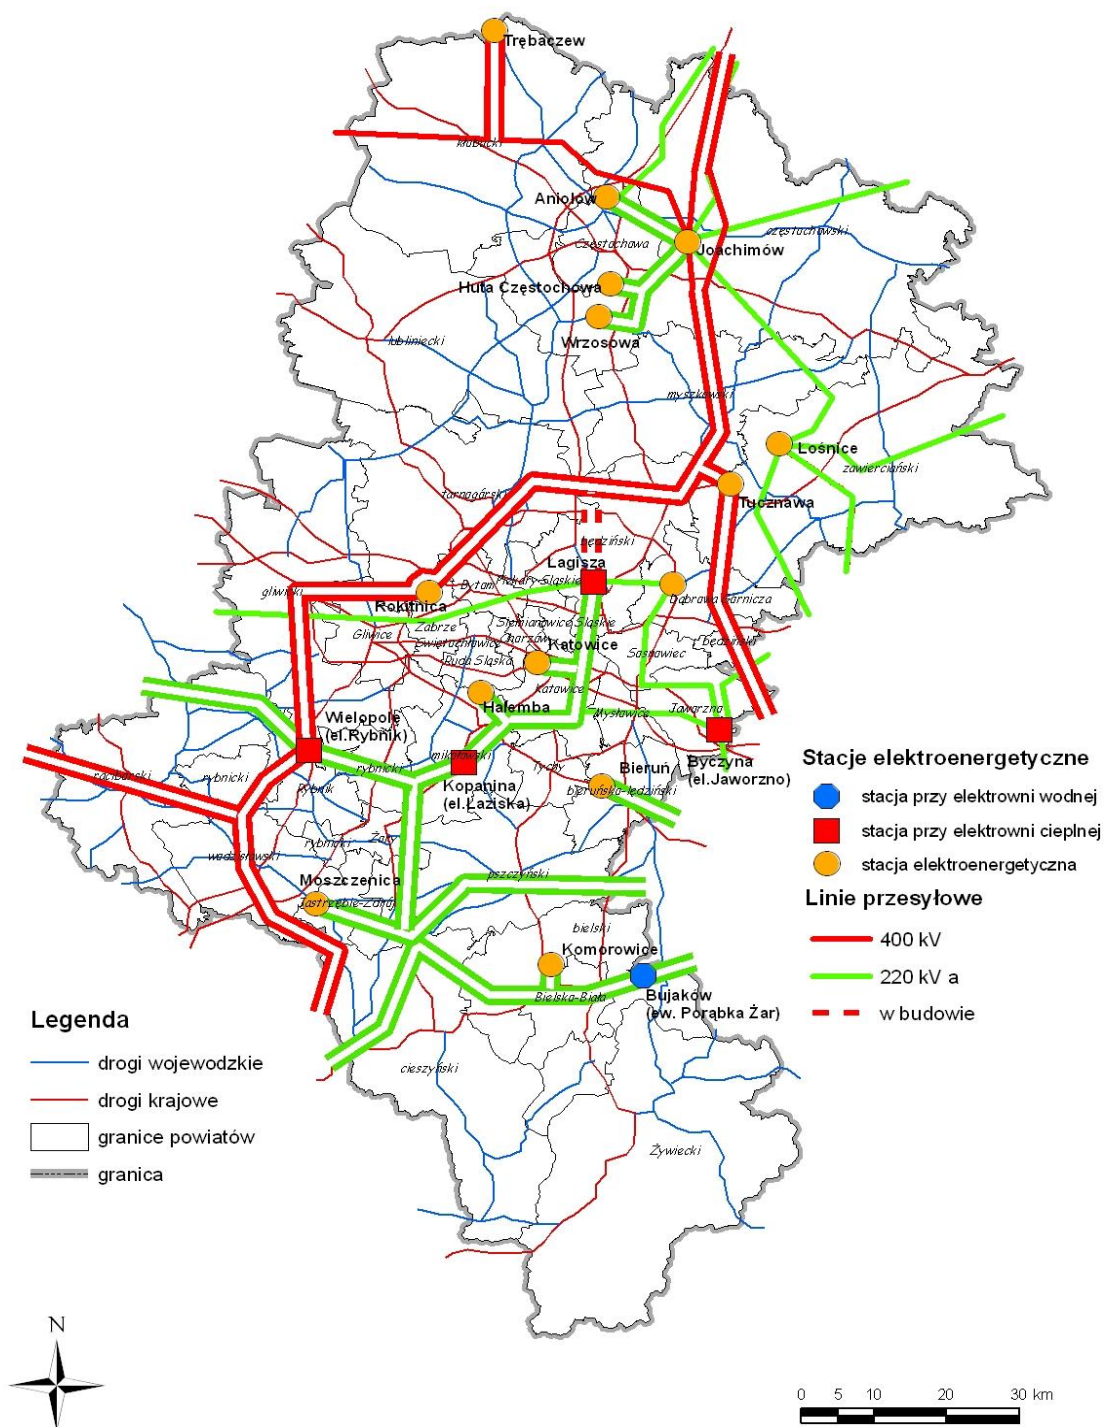 Trębaczew
kłobucki
Aniołów
Częstochowa
częstochowski
Joachimów
Huta Częstochowa
Wrzosowa
lubliniecki
myszkowski
Łośnice
zawierciański
Tucznawa
tarnogórski
będziński
Łagisza
Piekary Śląskie
Bytom
Dąbrowa Górnicza
gliwicki
Rokitnica
Zabrze
Gliwice
Siemianowice Śląskie
Świętochłowice
Chorzów
Katowice
Ruda Śląska
Sosnowiec
będziński
Katowice
Halemba
Mysłowice
Jaworzno
Wielopole
(el.Rybnik)
mikołowski
Tychy
Bieruń
Byczyna
(el.Jaworzno)
raciborski
rybnicki
Rybnik
rybnicki
Kopanina
(el.Łaziska)
bieruńsko-lędziński
Żory
rybnicki
wodzisławski
Moszczenica
Jastrzębie-Zdrój
pszczyński
bielski
Komorowice
Bielsko-Biała
Bujaków
(ew. Porąbka Żar)
cieszyński
Żywiecki
Stacje elektroenergetyczne
stacja przy elektrowni wodnej
stacja przy elektrowni cieplnej
stacja elektroenergetyczna
Linie przesyłowe
400 kV
220 kV a
w budowie
Legenda
drogi wojewodzkie
drogi krajowe
granice powiatów
granica
N
0 5 10 20 30 km